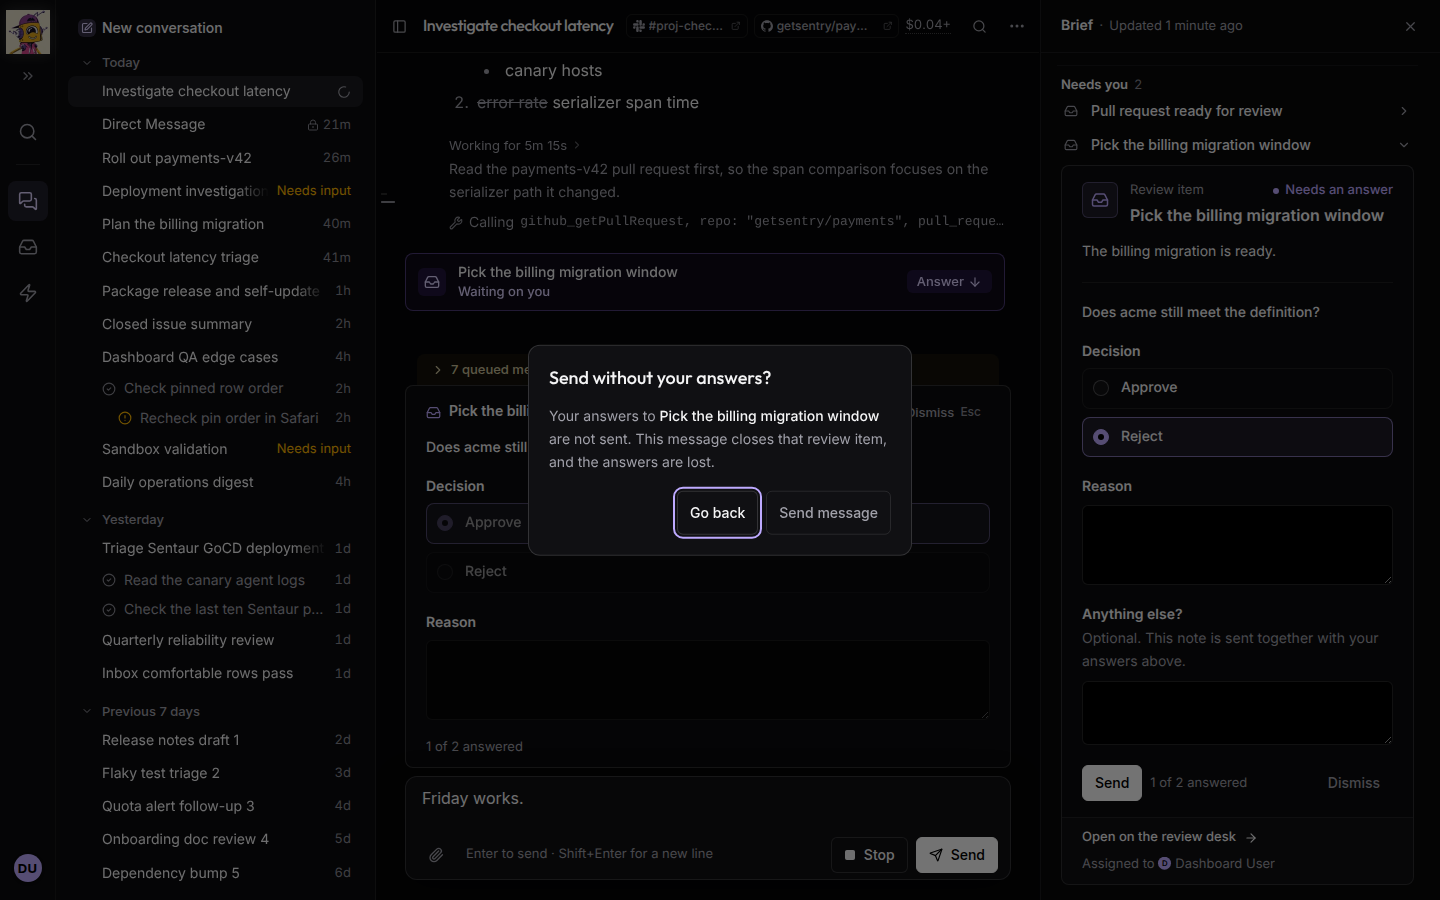 New conversation
Today
Investigate checkout latency
Direct Message 21m
Roll out payments-v42 26m
Deployment investigation Needs input
Plan the billing migration 40m
Checkout latency triage 41m
Package release and self-update 1h
Closed issue summary 2h
Dashboard QA edge cases 4h
Check pinned row order 2h
Recheck pin order in Safari 2h
Sandbox validation Needs input
Daily operations digest 4h
Yesterday
Triage Sentaur GoCD deployment 1d
Read the canary agent logs 1d
Check the last ten Sentaur p... 1d
Quarterly reliability review 1d
Inbox comfortable rows pass 1d
Previous 7 days
Release notes draft 1 2d
Flaky test triage 2 3d
Quota alert follow-up 3 4d
Onboarding doc review 4 5d
Dependency bump 5 6d
DU
Investigate checkout latency #proj-chec... getsentry/pay... $0.04+
• canary hosts
2. error rate serializer span time
Working for 5m 15s
Read the payments-v42 pull request first, so the span comparison focuses on the
serializer path it changed.
Calling github_getPullRequest, repo: "getsentry/payments", pull_reque…
Pick the billing migration window
Waiting on you
Answer ↓
7 queued me
Pick the billi
Dismiss Esc
Does acme still
Decision
Approve
Reject
Reason
1 of 2 answered
Send without your answers?
Your answers to Pick the billing migration window
are not sent. This message closes that review item,
and the answers are lost.
Go back Send message
Friday works.
Enter to send · Shift+Enter for a new line
Stop Send
Brief · Updated 1 minute ago
Needs you 2
Pull request ready for review
Pick the billing migration window
Review item • Needs an answer
Pick the billing migration window
The billing migration is ready.
Does acme still meet the definition?
Decision
Approve
Reject
Reason
Anything else?
Optional. This note is sent together with your
answers above.
Send 1 of 2 answered Dismiss
Open on the review desk →
Assigned to D Dashboard User